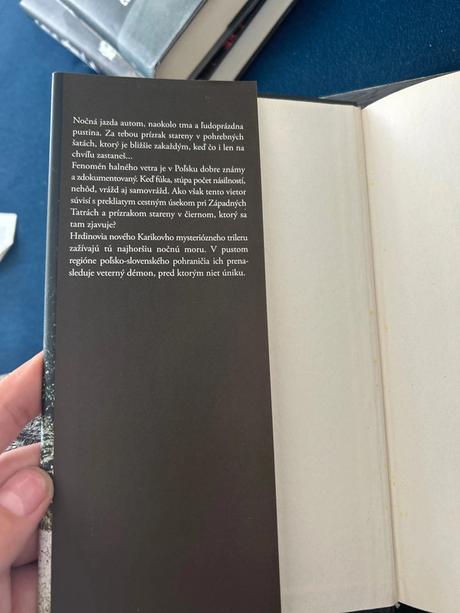 Nočná jazda autom, naokolo tma a ľudoprázdna
pustina. Za tebou prízrak stareny v pohrebných
šatách, ktorý je bližšie zakaždým, keď čo i len na
chvíľu zastaneš...
Fenomén halného vetra je v Poľsku dobre známy
a zdokumentovaný. Keď fúka, stúpa počet násilností,
nehôd, vrážd aj samovrážd. Ako však tento vietor
súvisí s prekliatym cestným úsekom pri Západných
Tatrách a prízrakom stareny v čiernom, ktorý sa
tam zjavuje?
Hrdinovia nového Karikovho mysteriózneho trileru
zažívajú tú najhoršiu nočnú moru. V pustom
regióne poľsko-slovenského pohraničia ich prena-
sleduje veterný démon, pred ktorým niet úniku.